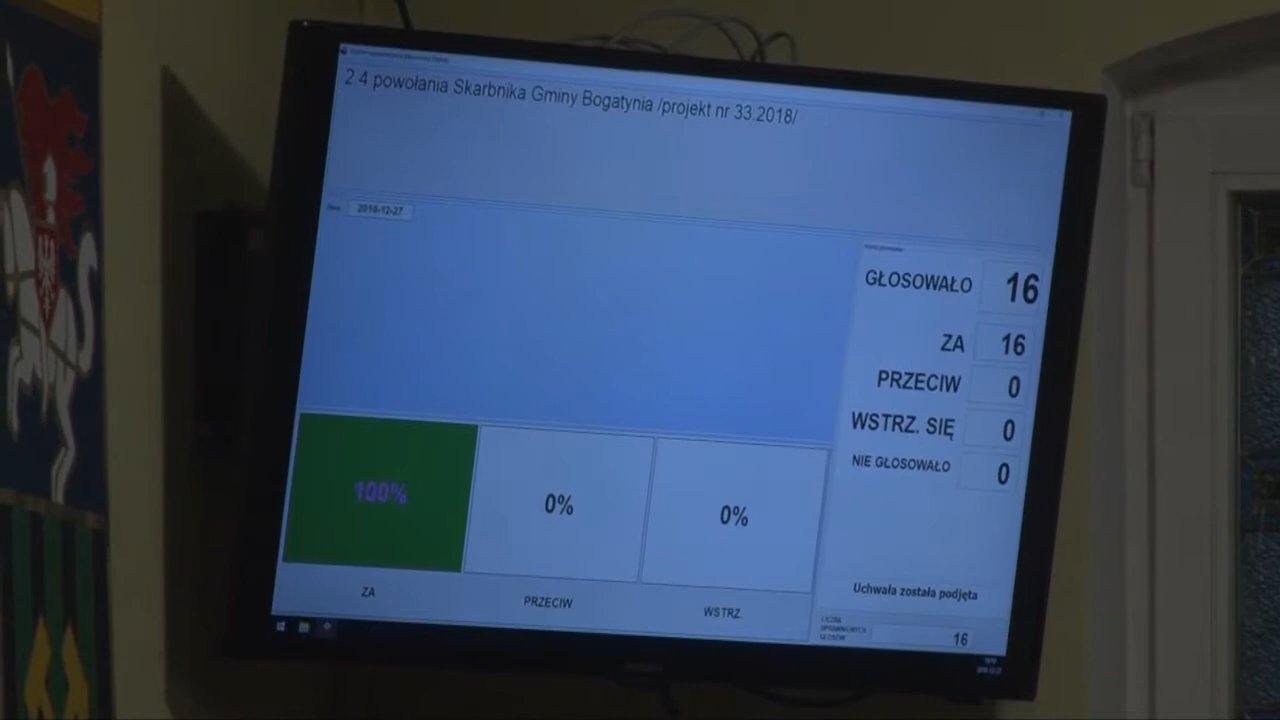 2.4 powołania Skarbnika Gminy Bogatynia /projekt nr 33.2018/
2018-12-27
GŁOSOWAŁO 16
ZA 16
PRZECIW 0
WSTRZ. SIĘ 0
NIE GŁOSOWAŁO 0
100%
0%
0%
ZA
PRZECIW
WSTRZ.
Uchwała została podjęta
16